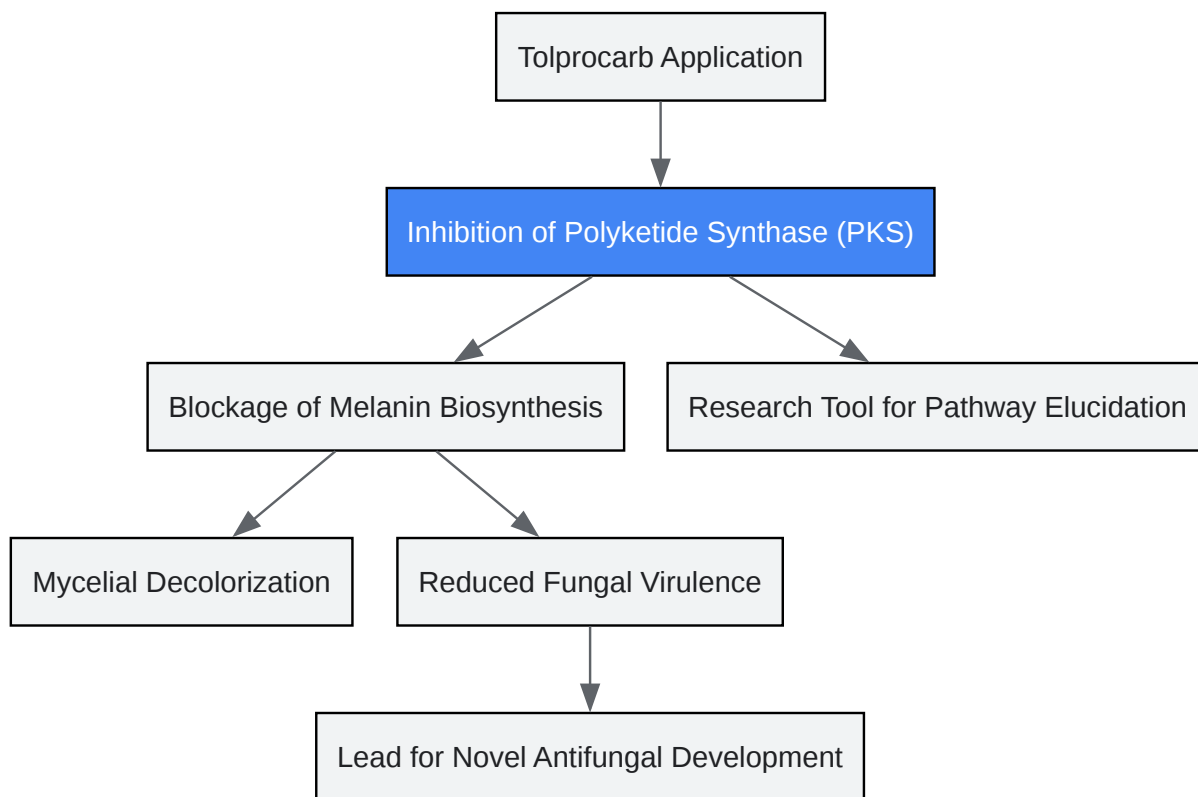 Tolprocarb Application
Inhibition of Polyketide Synthase (PKS)
Blockage of Melanin Biosynthesis
Research Tool for Pathway Elucidation
Mycelial Decolorization
Reduced Fungal Virulence
Lead for Novel Antifungal Development